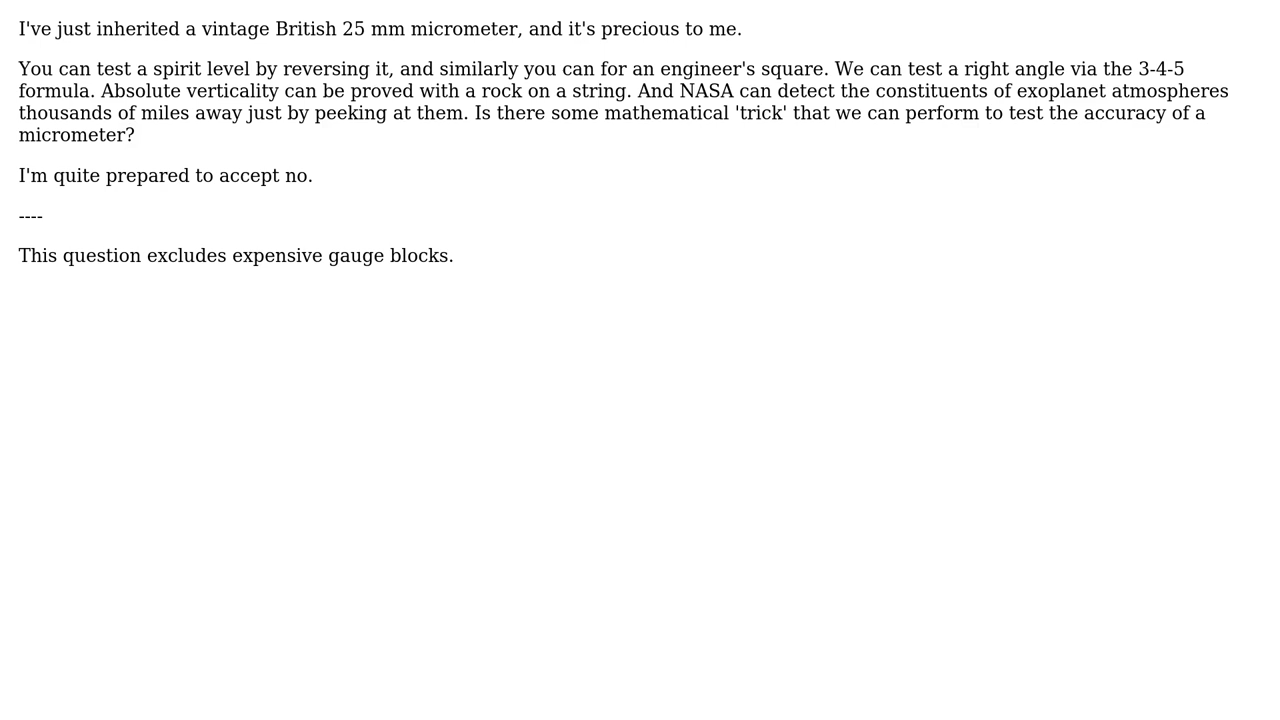 I've just inherited a vintage British 25 mm micrometer, and it's precious to me.
You can test a spirit level by reversing it, and similarly you can for an engineer's square. We can test a right angle via the 3-4-5
formula. Absolute verticality can be proved with a rock on a string. And NASA can detect the constituents of exoplanet atmospheres
thousands of miles away just by peeking at them. Is there some mathematical 'trick' that we can perform to test the accuracy of a
micrometer?
I'm quite prepared to accept no.
----
This question excludes expensive gauge blocks.